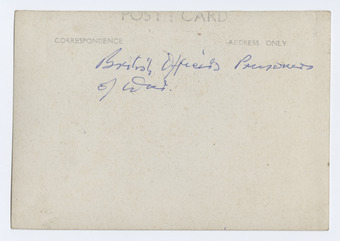 POST CARD
CORRESPONDENCE
ADDRESS ONLY
British Officers Prisoners
of War.